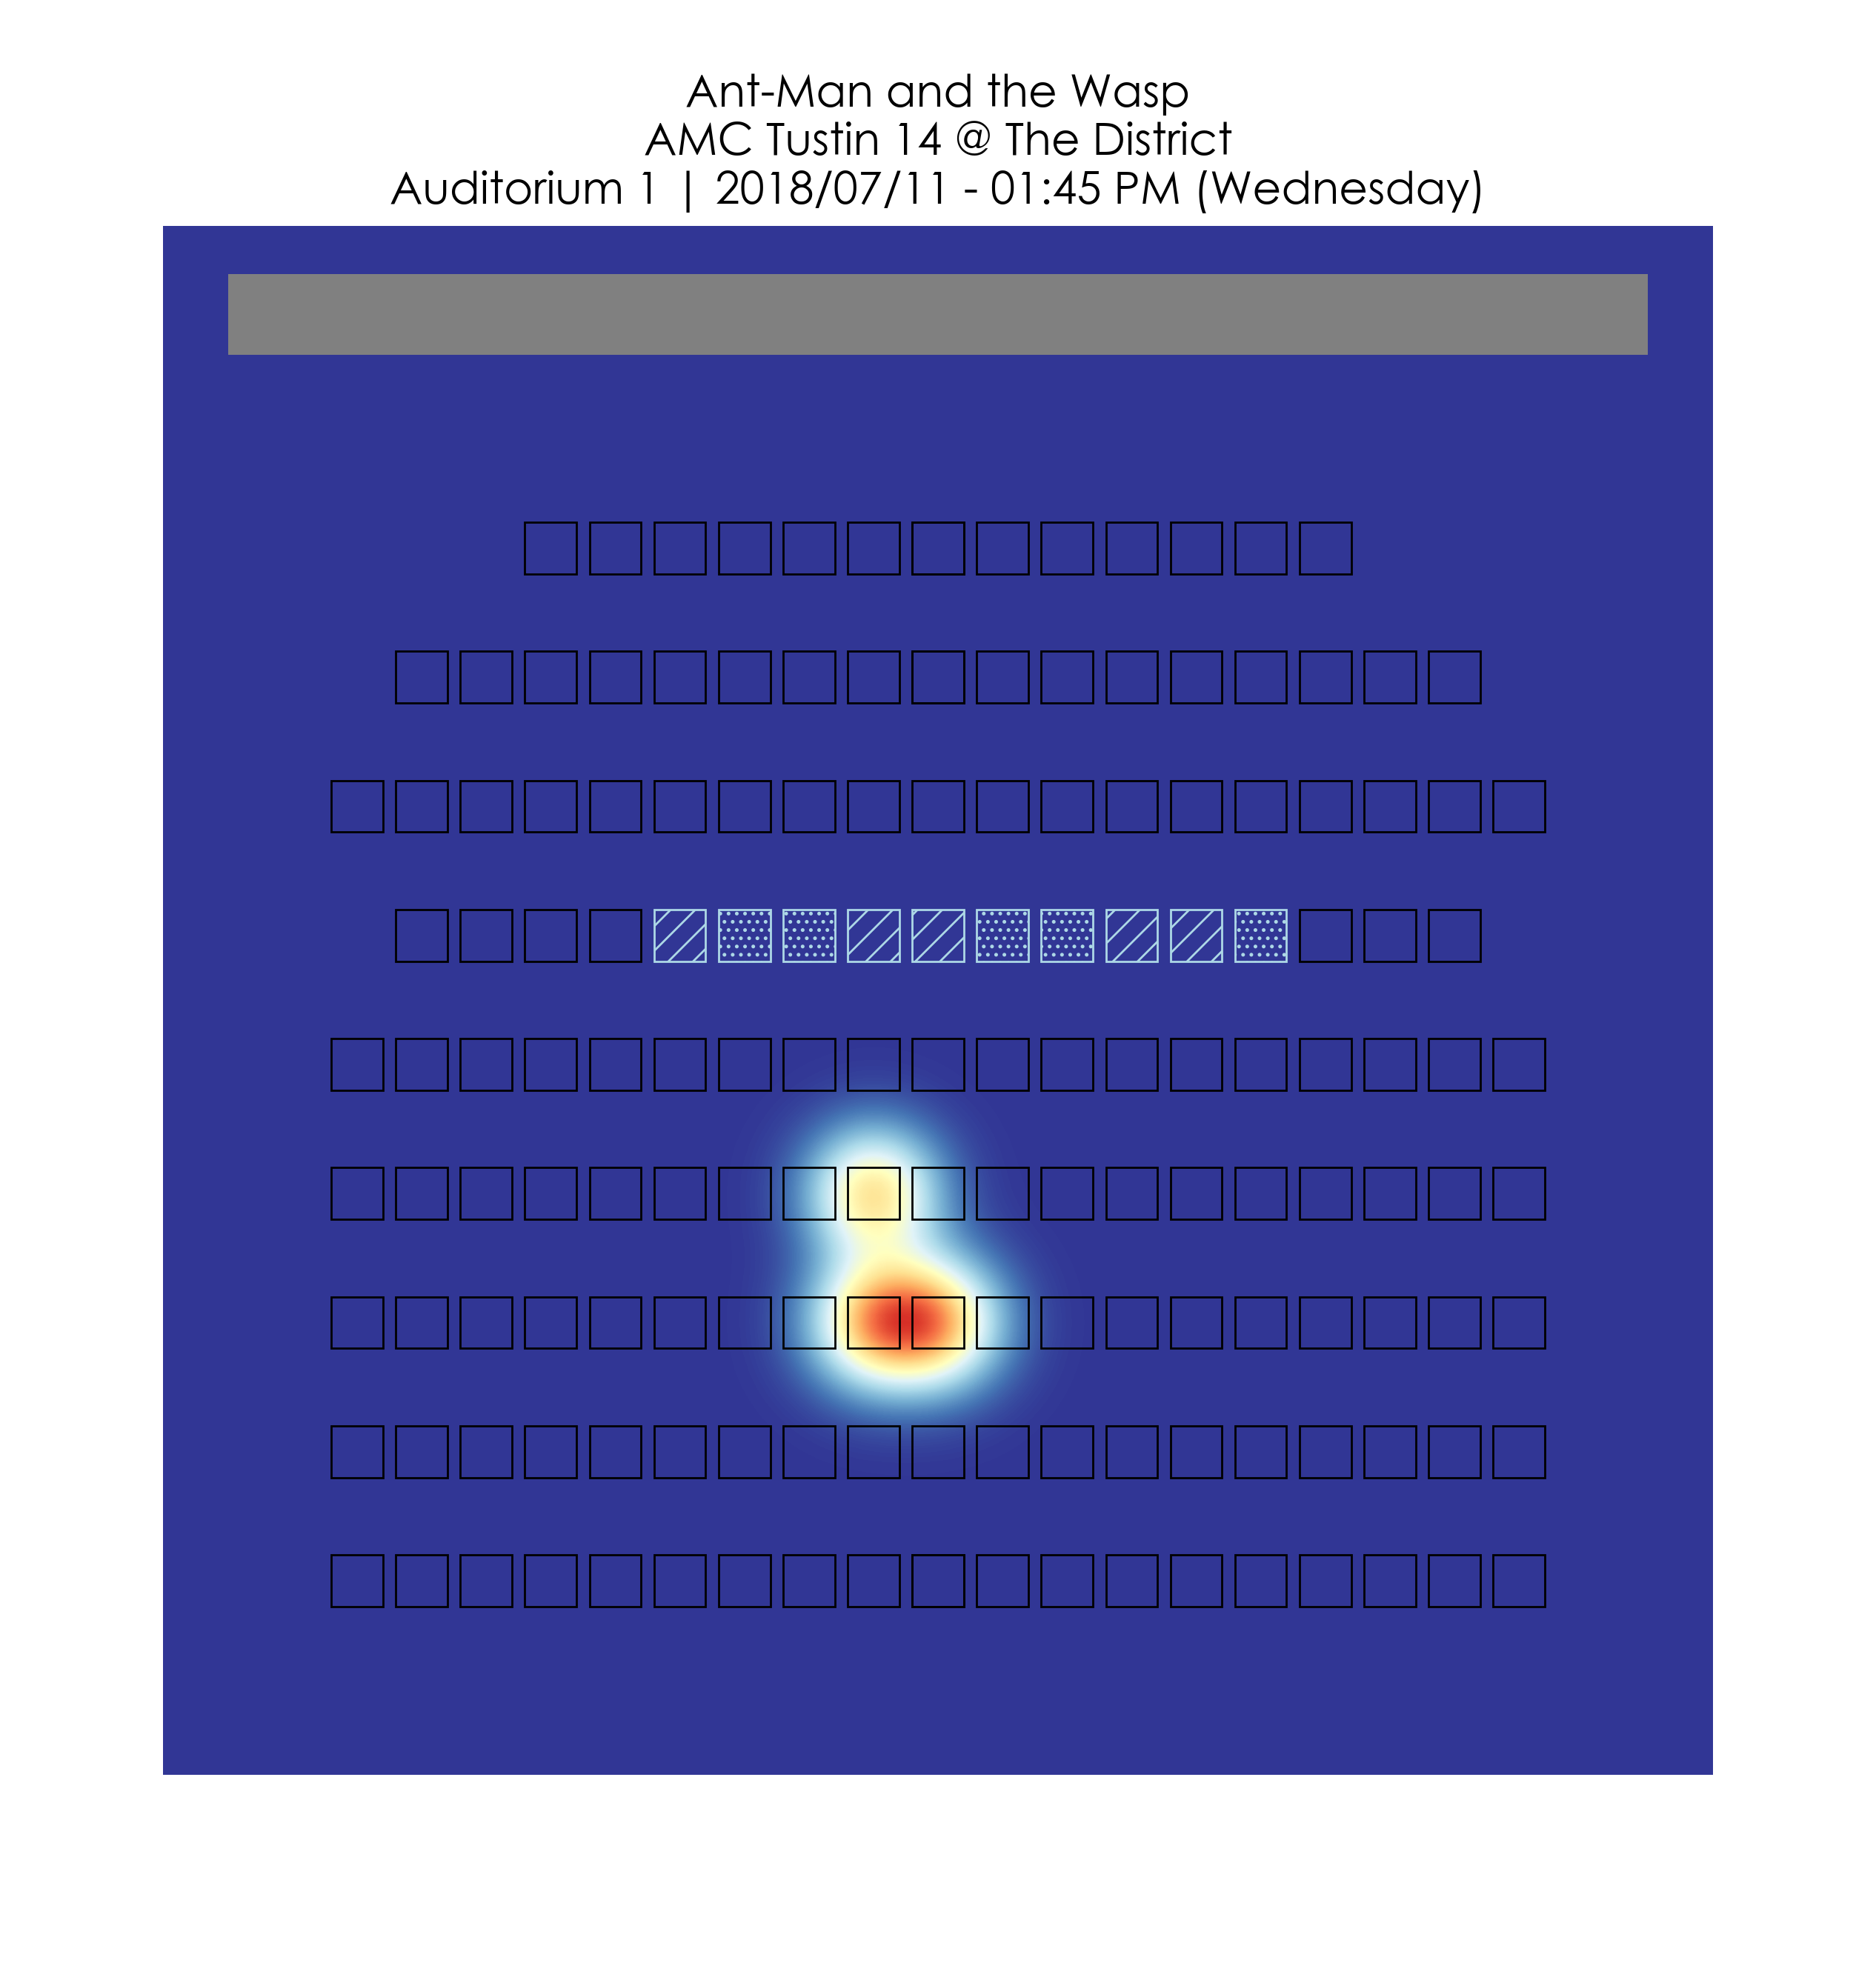 Ant-Man and the Wasp
AMC Tustin 14 @ The District
Auditorium 1 | 2018/07/11 - 01:45 PM (Wednesday)